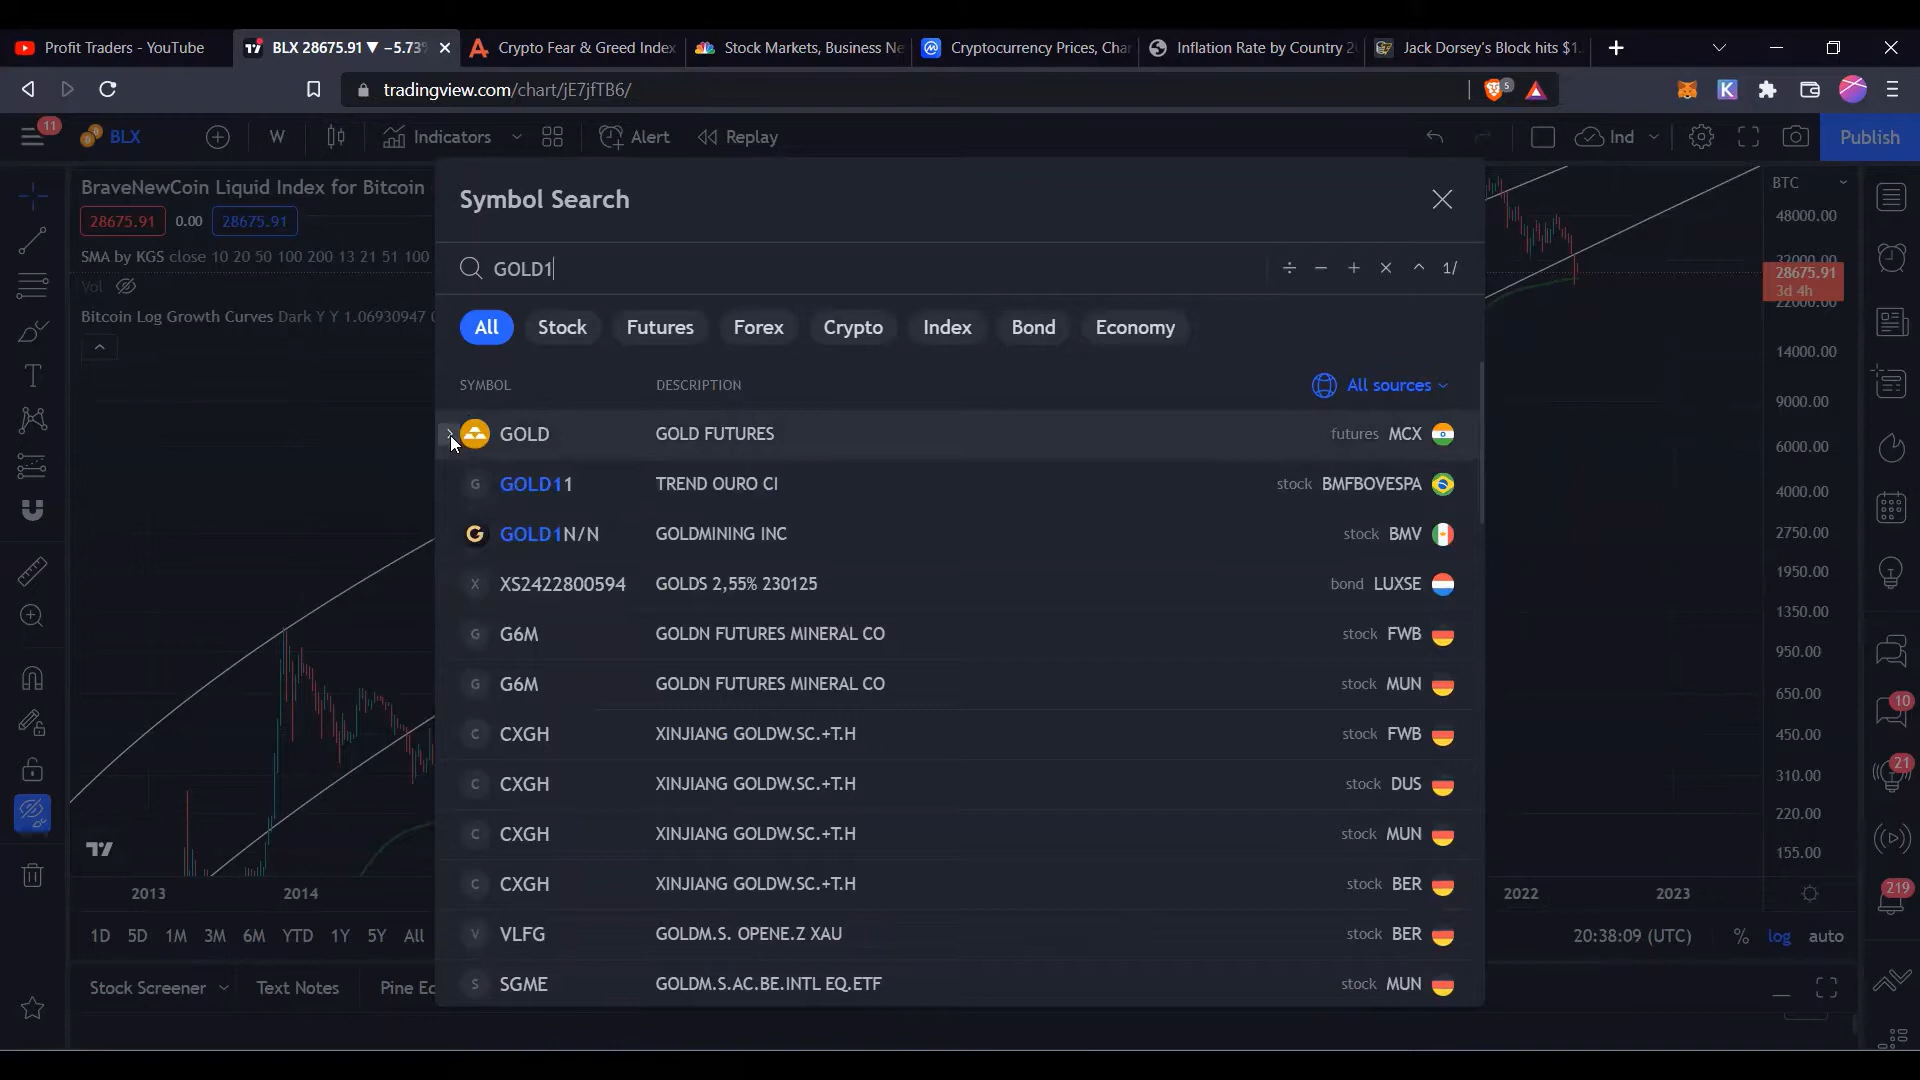 Profit Traders - YouTube
BLX 28675.91 ▼ −5.73%
Crypto Fear & Greed Index
Stock Markets, Business Ne
Cryptocurrency Prices, Char
Inflation Rate by Country 2
Jack Dorsey's Block hits $1.
tradingview.com/chart/jE7jfTB6/
5
11
BLX
W
Indicators
Alert
Replay
Ind
Publish
BraveNewCoin Liquid Index for Bitcoin
28675.91 0.00 28675.91
SMA by KGS close 10 20 50 100 200 13 21 51 100
Vol
Bitcoin Log Growth Curves Dark Y Y 1.06930947 0
Symbol Search
GOLD1
÷ − + × ^ 1/
All Stock Futures Forex Crypto Index Bond Economy
SYMBOL DESCRIPTION All sources
GOLD GOLD FUTURES futures MCX
G GOLD11 TREND OURO CI stock BMFBOVESPA
G GOLD1N/N GOLDMINING INC stock BMV
X XS2422800594 GOLDS 2,55% 230125 bond LUXSE
G G6M GOLDN FUTURES MINERAL CO stock FWB
G G6M GOLDN FUTURES MINERAL CO stock MUN
C CXGH XINJIANG GOLDW.SC.+T.H stock FWB
C CXGH XINJIANG GOLDW.SC.+T.H stock DUS
C CXGH XINJIANG GOLDW.SC.+T.H stock MUN
C CXGH XINJIANG GOLDW.SC.+T.H stock BER
V VLFG GOLDM.S. OPENE.Z XAU stock BER
S SGME GOLDM.S.AC.BE.INTL EQ.ETF stock MUN
BTC
48000.00
32000.00
28675.91
3d 4h
22000.00
14000.00
9000.00
6000.00
4000.00
2750.00
1950.00
1350.00
950.00
650.00
450.00
310.00
220.00
155.00
10
21
219
2013 2014 2022 2023
1D 5D 1M 3M 6M YTD 1Y 5Y All
20:38:09 (UTC) % log auto
Stock Screener Text Notes Pine Ec